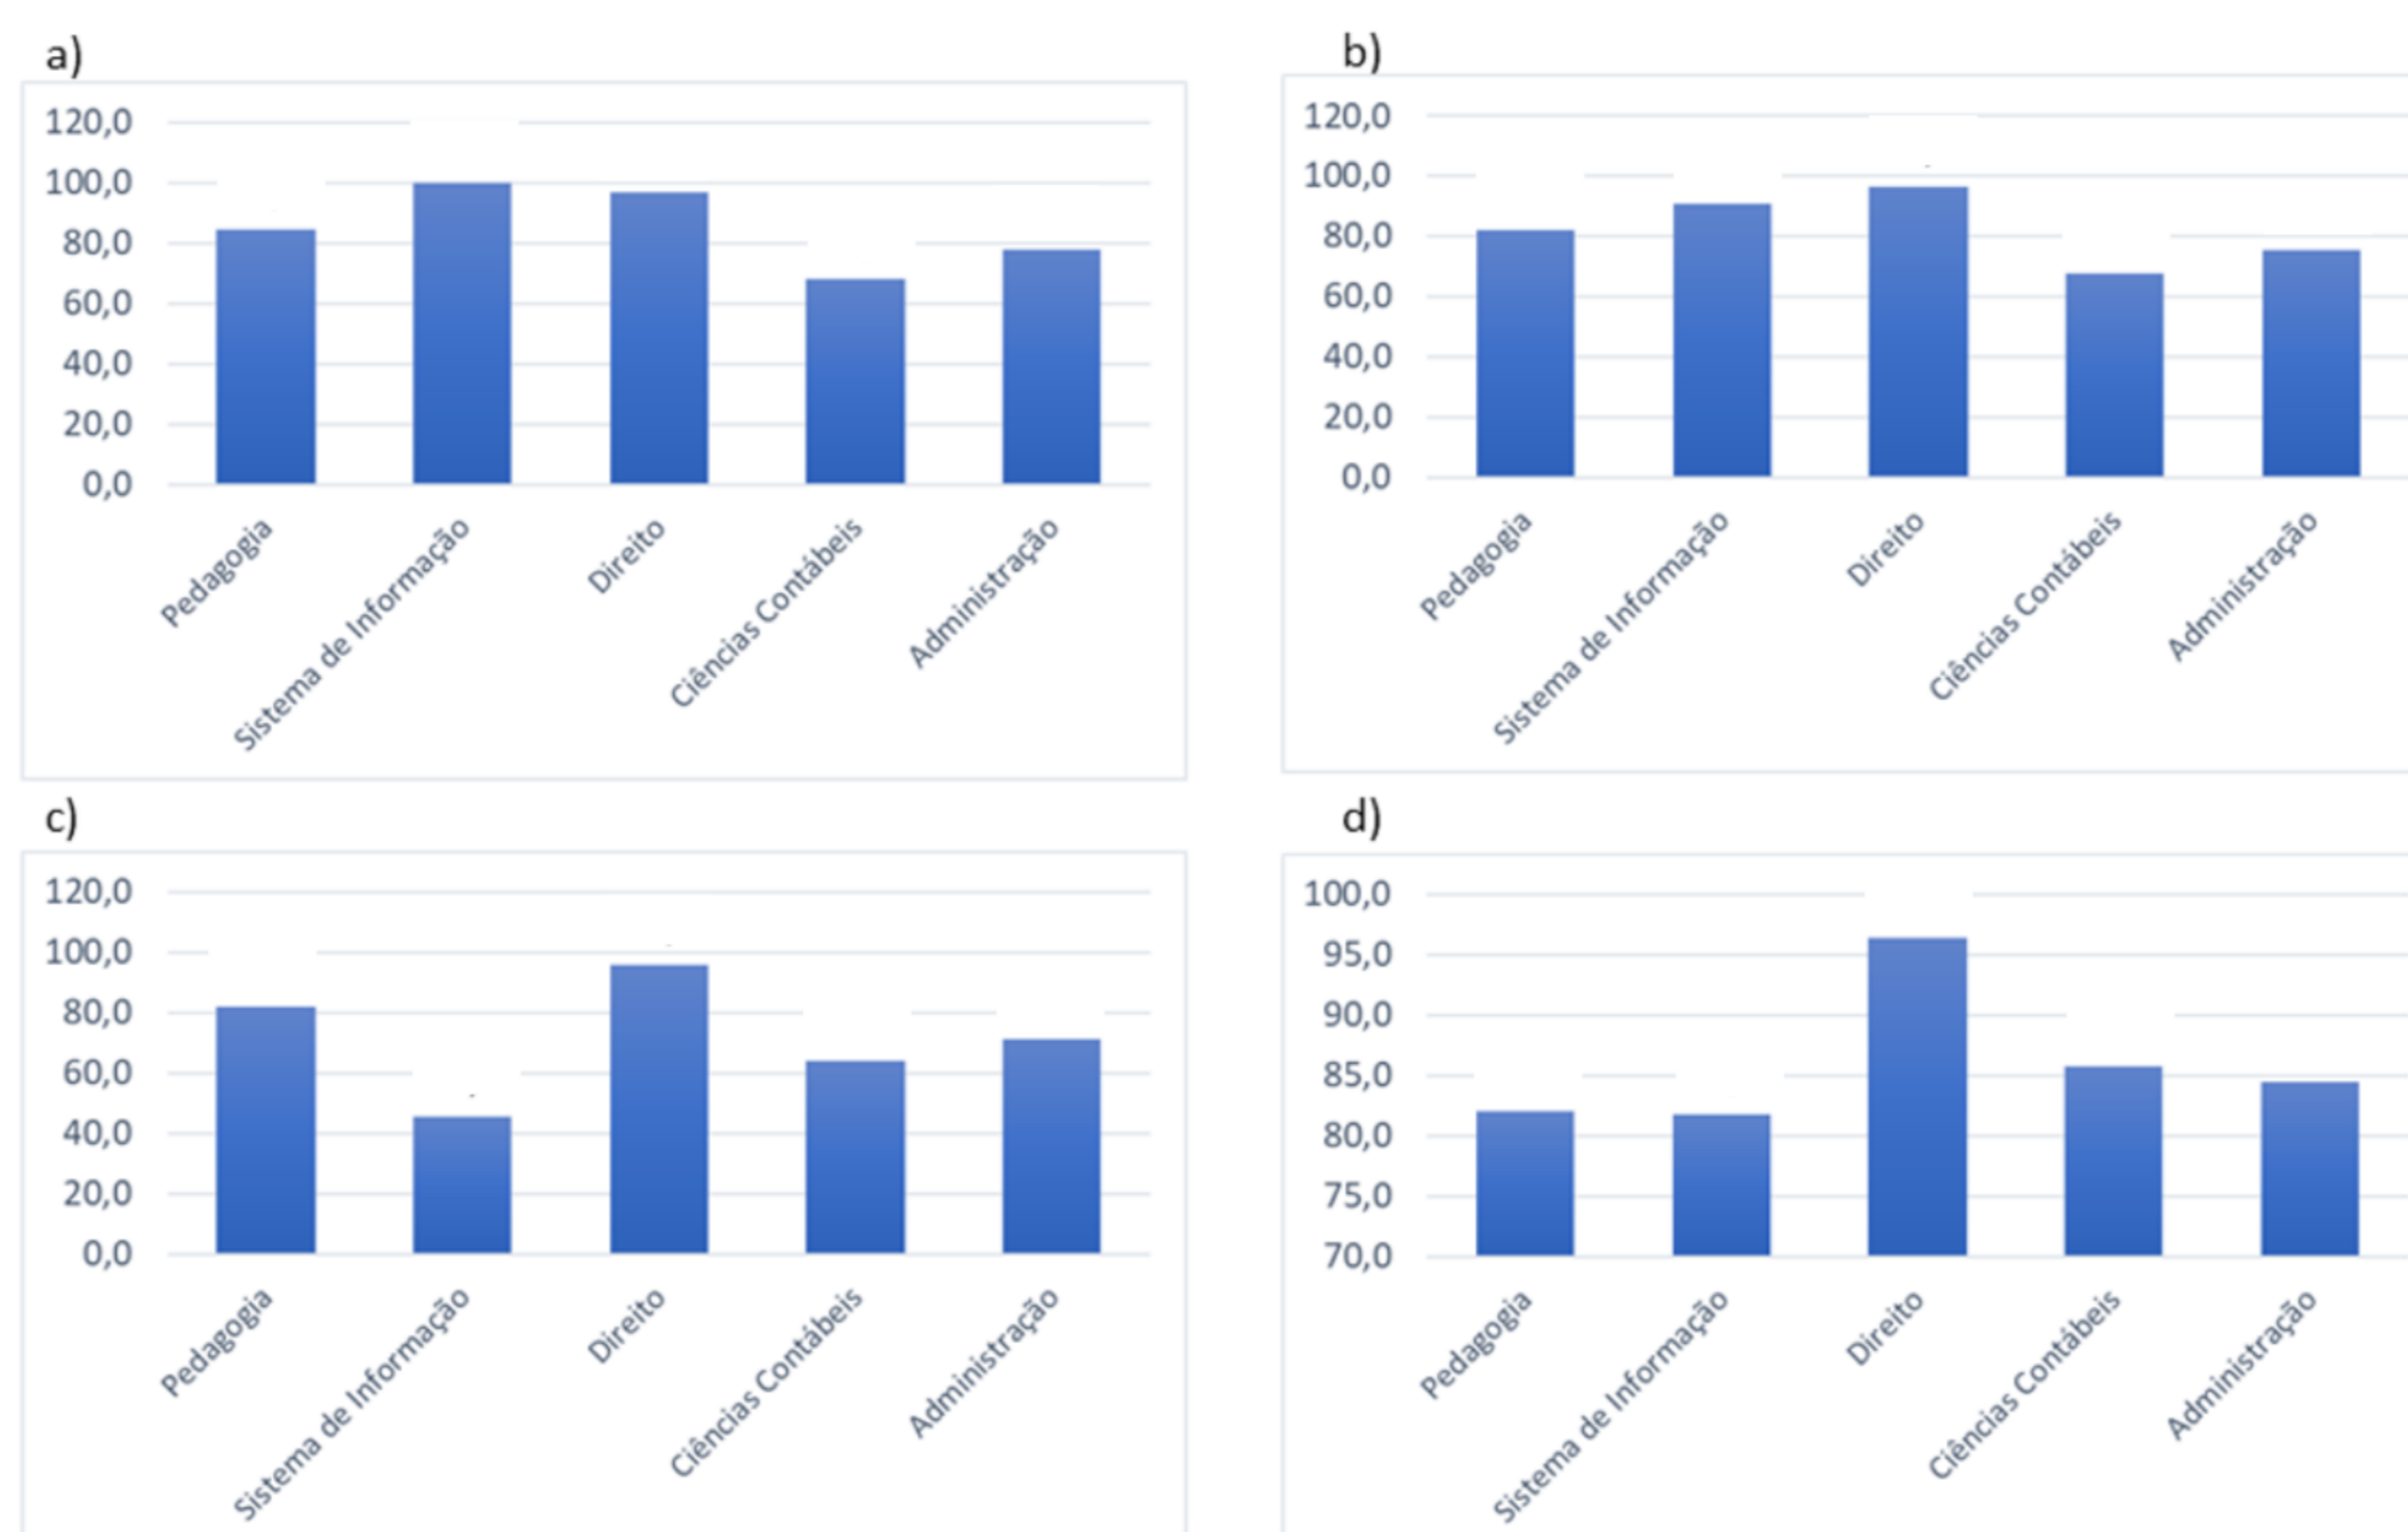 a)
120,0
100,0
80,0
60,0
40,0
20,0
0,0
Pedagogia
Sistema de Informação
Direito
Ciências Contábeis
Administração
b)
120,0
100,0
80,0
60,0
40,0
20,0
0,0
Pedagogia
Sistema de Informação
Direito
Ciências Contábeis
Administração
c)
120,0
100,0
80,0
60,0
40,0
20,0
0,0
Pedagogia
Sistema de Informação
Direito
Ciências Contábeis
Administração
d)
100,0
95,0
90,0
85,0
80,0
75,0
70,0
Pedagogia
Sistema de Informação
Direito
Ciências Contábeis
Administração